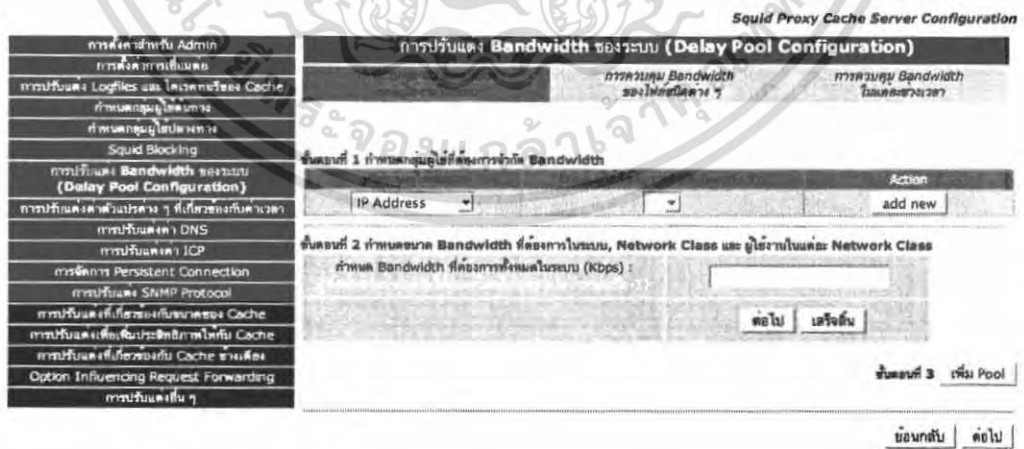 Squid Proxy Cache Server Configuration
การตั้งค่าสำหรับ Admin
การปรับแต่ง Logfiles และ ไดเรคทอรีของ Cache
กำหนดกลุ่มผู้ใช้ต้นทาง
กำหนดกลุ่มผู้ใช้ปลายทาง
Squid Blocking
การปรับแต่ง Bandwidth ของระบบ
(Delay Pool Configuration)
การปรับแต่งค่าตัวแปรต่าง ๆ ที่เกี่ยวข้องกับค่าเวลา
การปรับแต่งค่า DNS
การปรับแต่งค่า ICP
การจัดการ Persistent Connection
การปรับแต่ง SNMP Protocol
การปรับแต่งที่เกี่ยวข้องกับขนาดของ Cache
การปรับแต่งเพื่อเพิ่มประสิทธิภาพให้กับ Cache
การปรับแต่งที่เกี่ยวข้องกับ Cache ข้างเคียง
Option Influencing Request Forwarding
การปรับแต่งอื่น ๆ
การปรับแต่ง Bandwidth ของระบบ (Delay Pool Configuration)
การควบคุม Bandwidth
ของไฟล์ชนิดต่าง ๆ
การควบคุม Bandwidth
ในแต่ละช่วงเวลา
ขั้นตอนที่ 1 กำหนดกลุ่มผู้ใช้ที่ต้องการจำกัด Bandwidth
Action
IP Address
add new
ขั้นตอนที่ 2 กำหนดขนาด Bandwidth ที่ต้องการในระบบ, Network Class และ ผู้ใช้งานในแต่ละ Network Class
กำหนด Bandwidth ที่ต้องการทั้งหมดในระบบ (Kbps) :
ต่อไป เสร็จสิ้น
ขั้นตอนที่ 3 เพิ่ม Pool
ย้อนกลับ ต่อไป